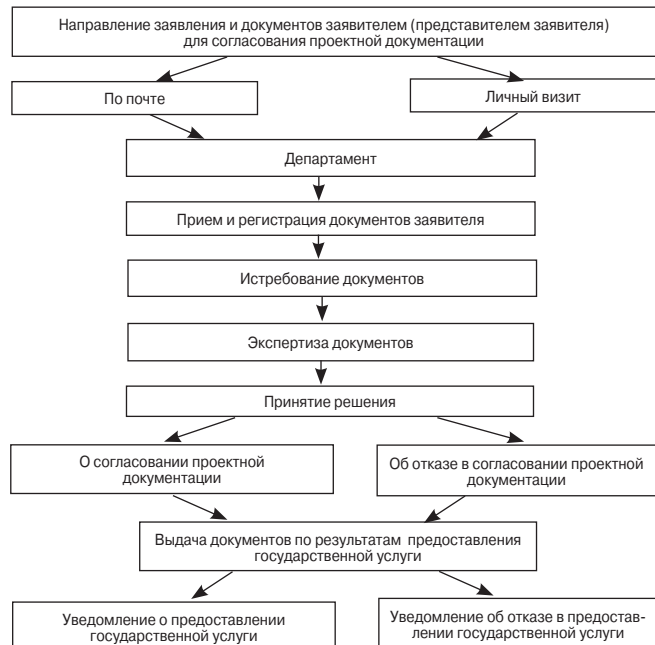 Направление заявления и документов заявителем (представителем заявителя)
для согласования проектной документации
По почте
Личный визит
Департамент
Прием и регистрация документов заявителя
Истребование документов
Экспертиза документов
Принятие решения
О согласовании проектной
документации
Об отказе в согласовании проектной
документации
Выдача документов по результатам предоставления
государственной услуги
Уведомление о предоставлении
государственной услуги
Уведомление об отказе в предостав-
лении государственной услуги